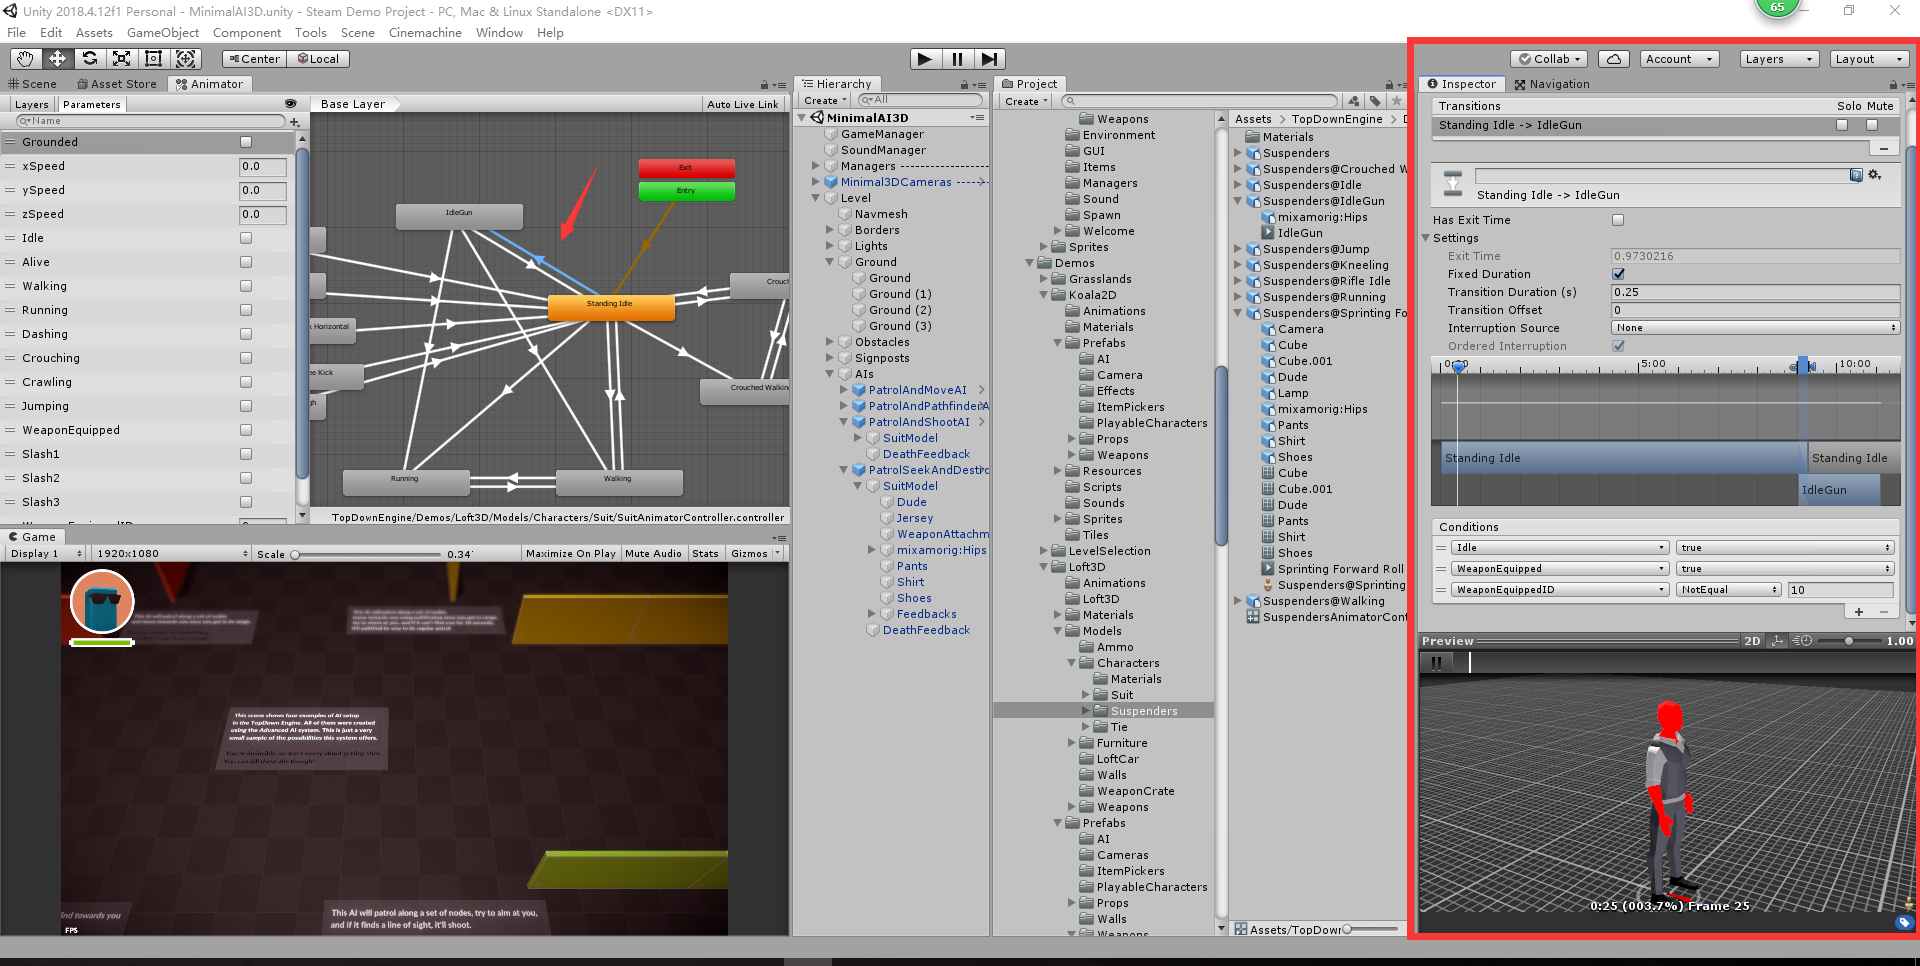 Unity 2018.4.12f1 Personal - MinimalAI3D.unity - Steam Demo Project - PC, Mac & Linux Standalone <DX11>
65
File Edit Assets GameObject Component Tools Scene Cinemachine Window Help
Center Local
Collab Account Layers Layout
Scene Asset Store Animator
Layers Parameters
Base Layer Auto Live Link
Name
Grounded
xSpeed 0.0
ySpeed 0.0
zSpeed 0.0
Idle
Alive
Walking
Running
Dashing
Crouching
Crawling
Jumping
WeaponEquipped
Slash1
Slash2
Slash3
Exit
Entry
IdleGun
Standing Idle
Horizontal
Kick
Crouched Walking
Running
Walking
TopDownEngine/Demos/Loft3D/Models/Characters/Suit/SuitAnimatorController.controller
Game
Display 1 1920x1080 Scale 0.34 Maximize On Play Mute Audio Stats Gizmos
This scene shows four examples of AI setup
in the TopDown Engine. All of them were created
using the Advanced AI system. This is just a very
small sample of the possibilities this system offers.
You're invincible, so don't worry about getting shot.
You can kill these AIs though!
find towards you
This AI will patrol along a set of nodes, try to aim at you,
and if it finds a line of sight, it'll shoot.
FPS
Hierarchy
Create All
MinimalAI3D
GameManager
SoundManager
Managers ------------
Minimal3DCameras -----
Level
Navmesh
Borders
Lights
Ground
Ground
Ground (1)
Ground (2)
Ground (3)
Obstacles
Signposts
AIs
PatrolAndMoveAI
PatrolAndPathfinderA
PatrolAndShootAI
SuitModel
DeathFeedback
PatrolSeekAndDestro
SuitModel
Dude
Jersey
WeaponAttachm
mixamorig:Hips
Pants
Shirt
Shoes
Feedbacks
DeathFeedback
Project
Create
Weapons
Environment
GUI
Items
Managers
Sound
Spawn
Welcome
Sprites
Demos
Grasslands
Koala2D
Animations
Materials
Prefabs
AI
Camera
Effects
ItemPickers
PlayableCharacters
Props
Weapons
Resources
Scripts
Sounds
Sprites
Tiles
LevelSelection
Loft3D
Animations
Loft3D
Materials
Models
Ammo
Characters
Materials
Suit
Suspenders
Tie
Furniture
LoftCar
Walls
WeaponCrate
Weapons
Prefabs
AI
Cameras
ItemPickers
PlayableCharacters
Props
Walls
Weapons
Assets > TopDownEngine > D
Materials
Suspenders
Suspenders@Crouched W
Suspenders@Idle
Suspenders@IdleGun
mixamorig:Hips
IdleGun
Suspenders@Jump
Suspenders@Kneeling
Suspenders@Rifle Idle
Suspenders@Running
Suspenders@Sprinting Fo
Camera
Cube
Cube.001
Dude
Lamp
mixamorig:Hips
Pants
Shirt
Shoes
Cube
Cube.001
Dude
Pants
Shirt
Shoes
Sprinting Forward Roll
Suspenders@Sprinting
Suspenders@Walking
SuspendersAnimatorCont
Assets/TopDown
Inspector Navigation
Transitions Solo Mute
Standing Idle -> IdleGun
Standing Idle -> IdleGun
Has Exit Time
Settings
Exit Time 0.9730216
Fixed Duration
Transition Duration (s) 0.25
Transition Offset 0
Interruption Source None
Ordered Interruption
5:00 10:00
Standing Idle Standing Idle
IdleGun
Conditions
Idle true
WeaponEquipped true
WeaponEquippedID NotEqual 10
Preview 2D 1.00
0:25 (003.7%) Frame 25